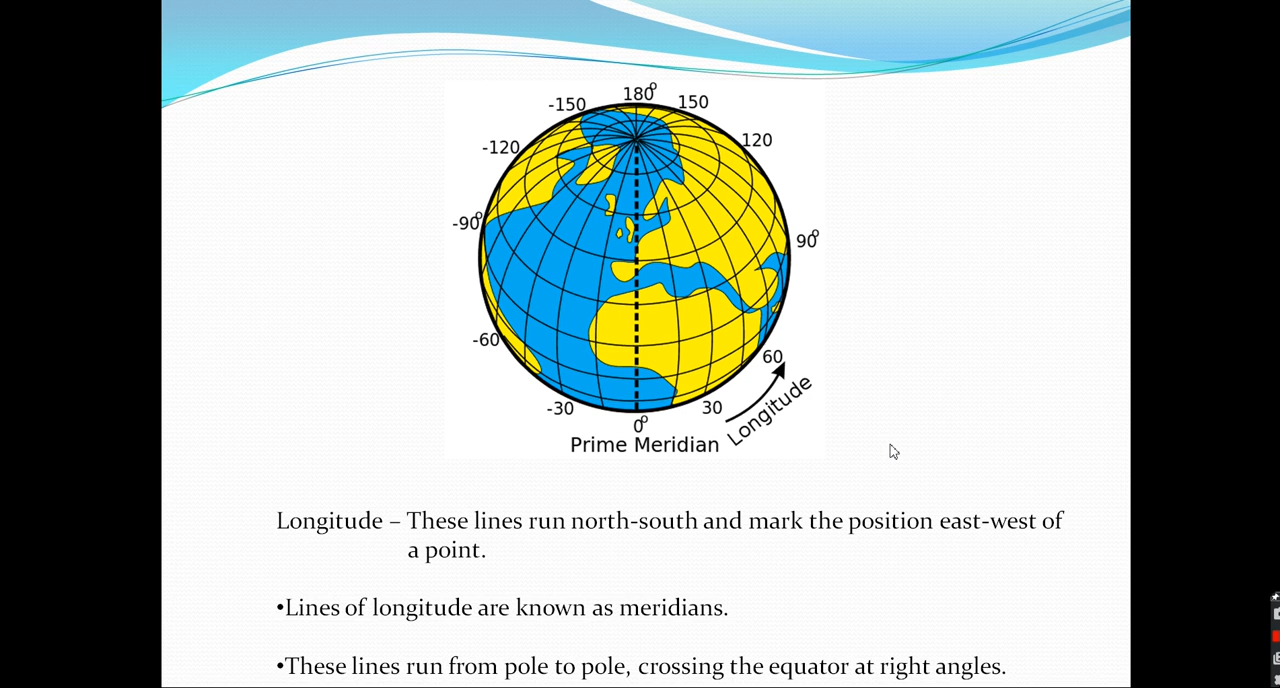 180°
-150
150
-120
120
-90°
90°
-60
60
-30
30
0°
Longitude
Prime Meridian
Longitude – These lines run north-south and mark the position east-west of
a point.
•Lines of longitude are known as meridians.
•These lines run from pole to pole, crossing the equator at right angles.